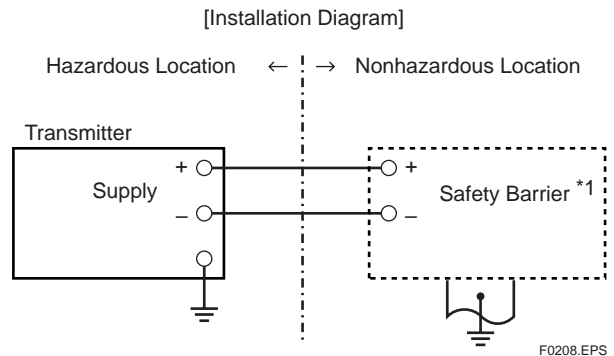 [Installation Diagram]
Hazardous Location ← → Nonhazardous Location
Transmitter
+ +
Supply Safety Barrier *1
– –
F0208.EPS